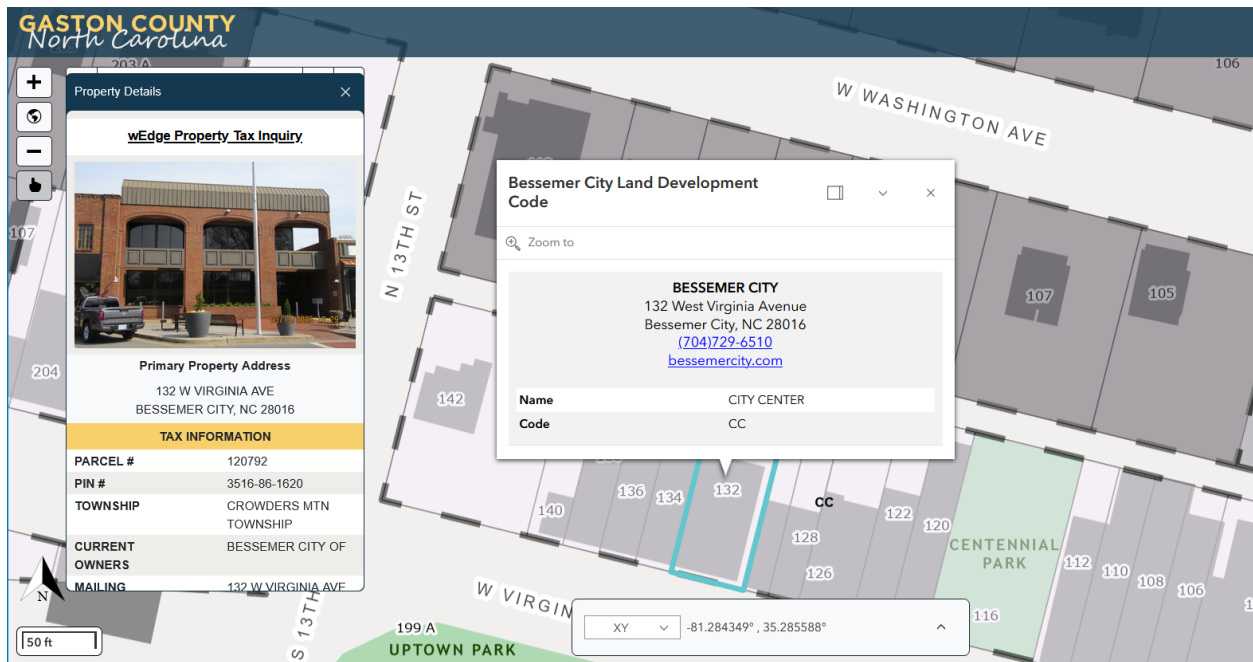 GASTON COUNTY
North Carolina
203 A
106
Property Details
wEdge Property Tax Inquiry
Primary Property Address
132 W VIRGINIA AVE
BESSEMER CITY, NC 28016
TAX INFORMATION
PARCEL # 120792
PIN # 3516-86-1620
TOWNSHIP CROWDERS MTN
TOWNSHIP
CURRENT BESSEMER CITY OF
OWNERS
MAILING 132 W VIRGINIA AVE
N
50 ft
107
204
N 13TH ST
W WASHINGTON AVE
Bessemer City Land Development
Code
Zoom to
BESSEMER CITY
132 West Virginia Avenue
Bessemer City, NC 28016
(704)729-6510
bessemercity.com
Name CITY CENTER
Code CC
107
105
142
140
136
134
132
CC
128
126
122
120
CENTENNIAL
PARK
116
112
110
108
106
W VIRGIN
S 13TH
199 A
UPTOWN PARK
XY -81.284349° , 35.285588°